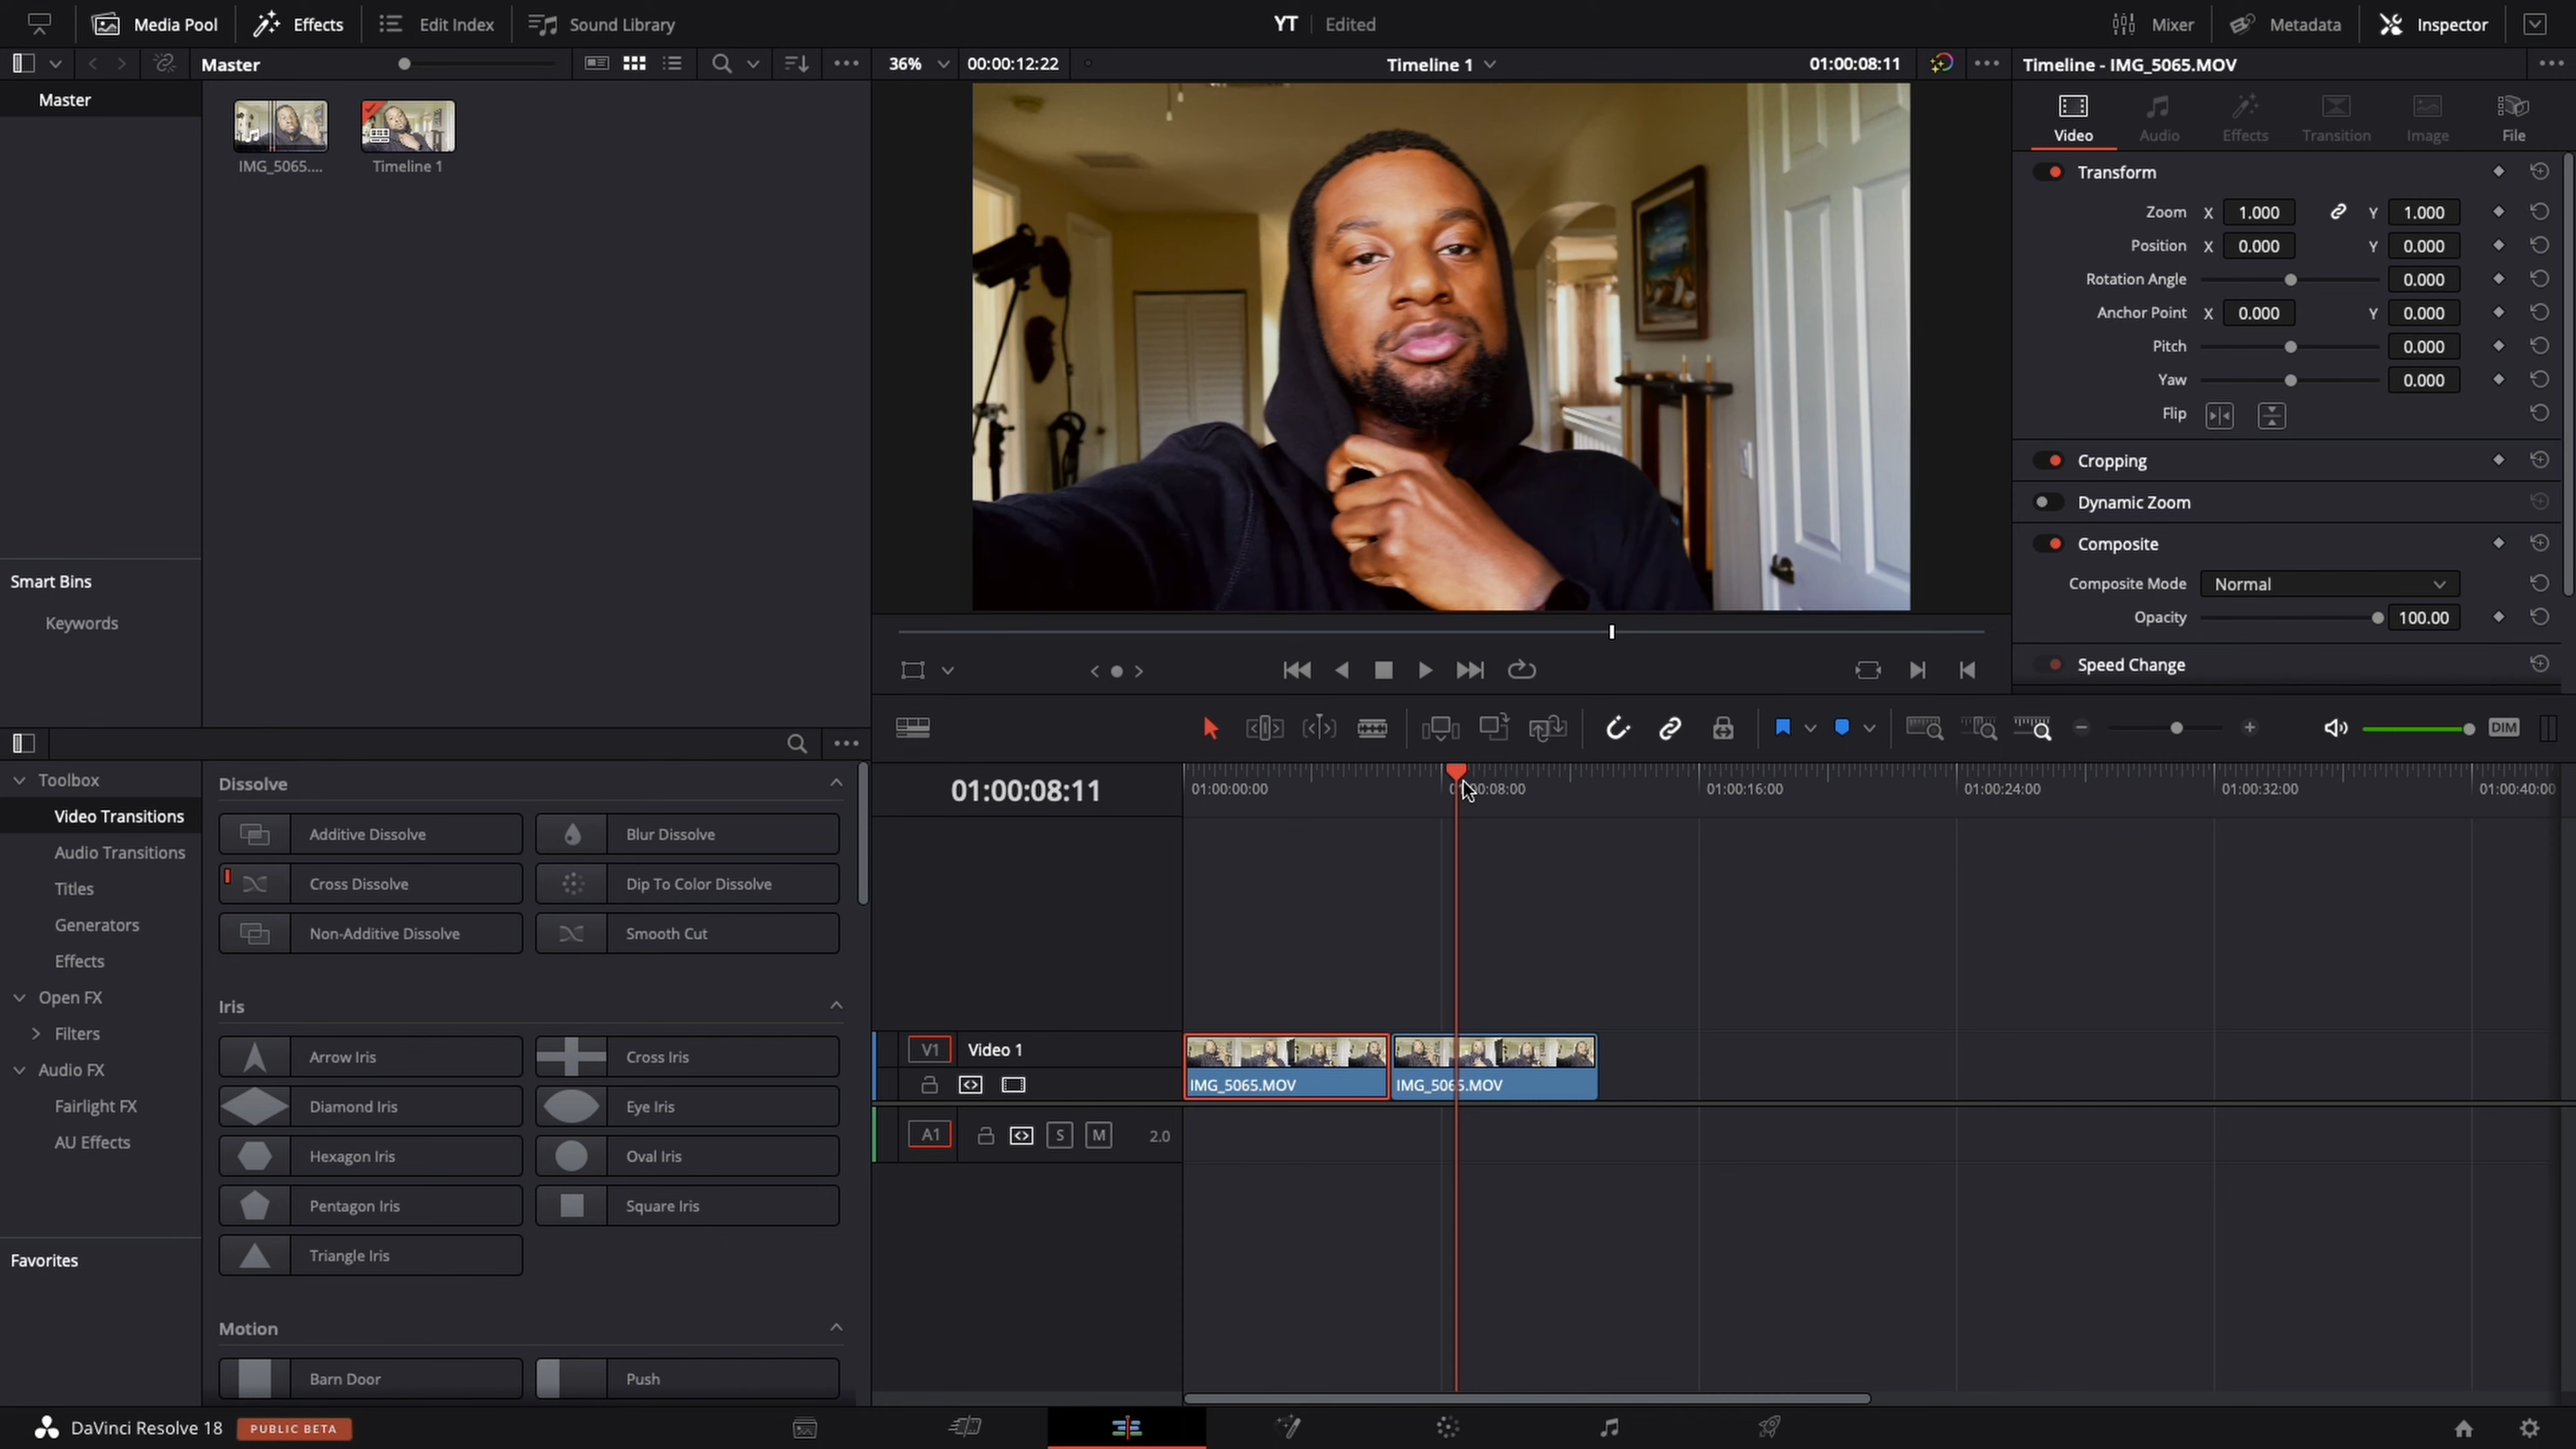 Media Pool Effects Edit Index Sound Library YT Edited Mixer Metadata Inspector
Master 36% 00:00:12:22 Timeline 1 01:00:08:11 Timeline - IMG_5065.MOV
Master
IMG_5065....
Timeline 1
Smart Bins
Keywords
Video Audio Effects Transition Image File
Transform
Zoom X 1.000 Y 1.000
Position X 0.000 Y 0.000
Rotation Angle 0.000
Anchor Point X 0.000 Y 0.000
Pitch 0.000
Yaw 0.000
Flip
Cropping
Dynamic Zoom
Composite
Composite Mode Normal
Opacity 100.00
Speed Change
DIM
Toolbox
Video Transitions
Audio Transitions
Titles
Generators
Effects
Open FX
Filters
Audio FX
Fairlight FX
AU Effects
Favorites
Dissolve
Additive Dissolve Blur Dissolve
Cross Dissolve Dip To Color Dissolve
Non-Additive Dissolve Smooth Cut
Iris
Arrow Iris Cross Iris
Diamond Iris Eye Iris
Hexagon Iris Oval Iris
Pentagon Iris Square Iris
Triangle Iris
Motion
Barn Door Push
01:00:08:11
01:00:00:00 01:00:16:00 01:00:24:00 01:00:32:00 01:00:40:00
V1 Video 1
IMG_5065.MOV IMG_5065.MOV
A1 S M 2.0
DaVinci Resolve 18 PUBLIC BETA